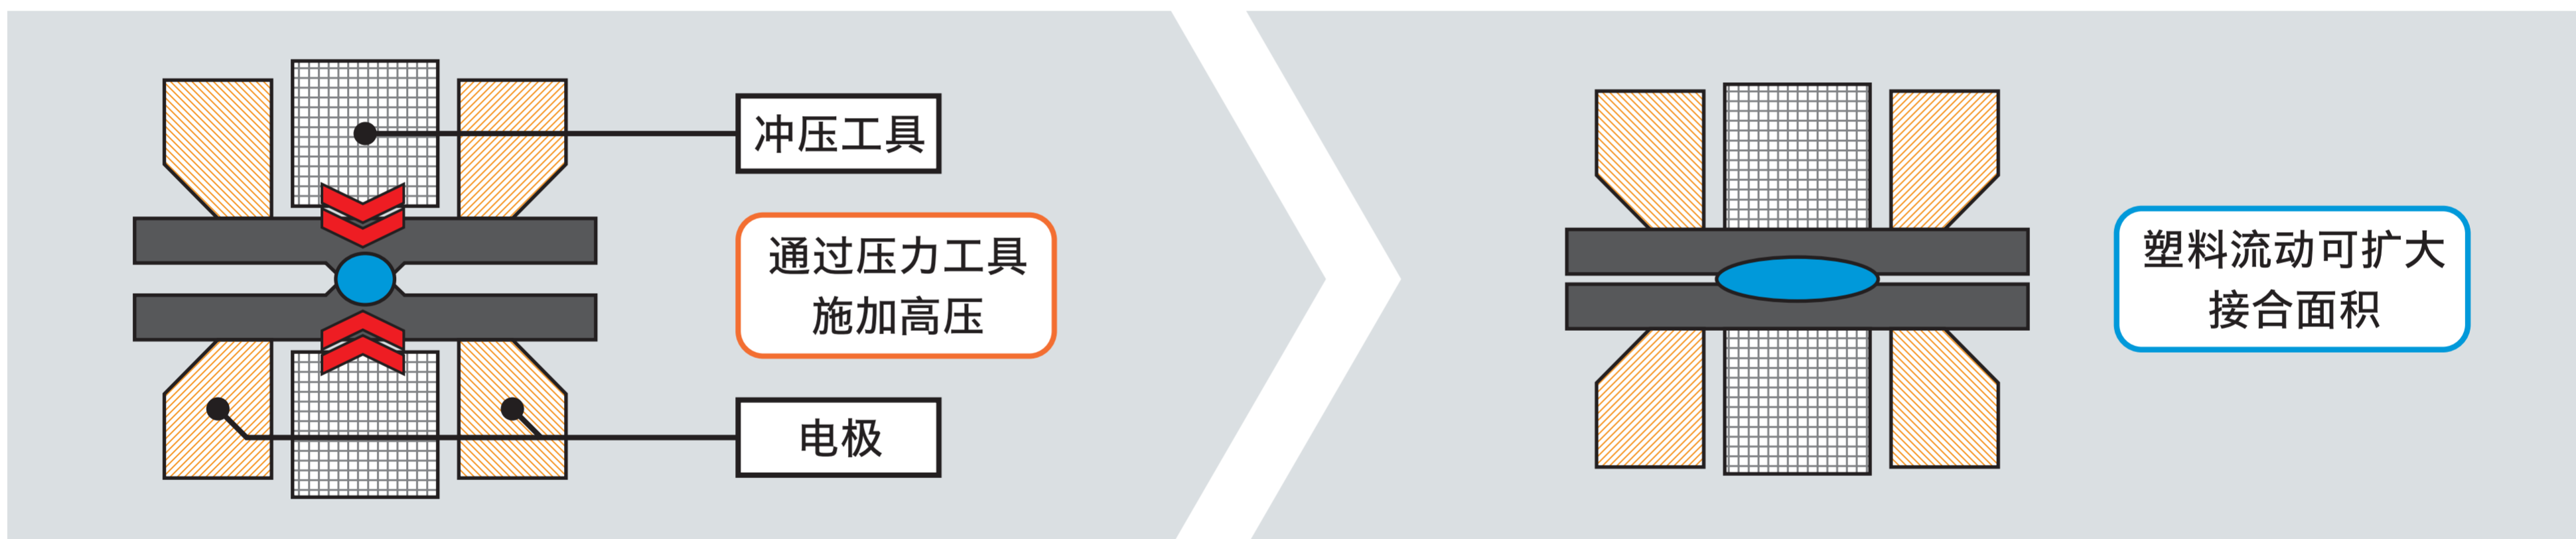 冲压工具
通过压力工具
施加高压
电极
塑料流动可扩大
接合面积